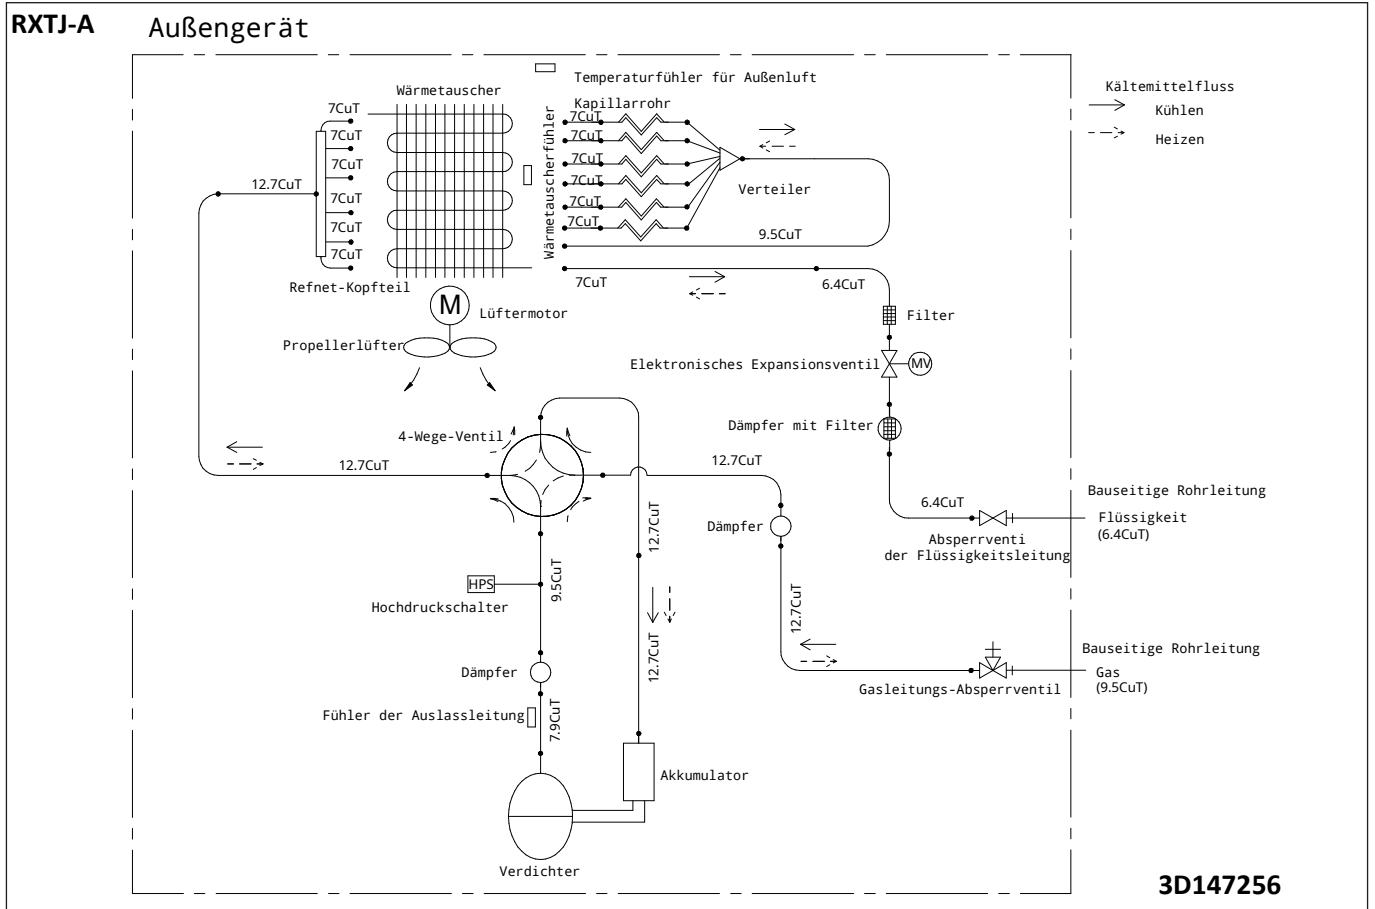 RXTJ-A
Außengerät
Temperaturfühler für Außenluft
Kältemittelfluss
Kühlen
Heizen
Wärmetauscher
Kapillarrohr
7CuT
7CuT
7CuT
7CuT
7CuT
7CuT
Wärmetauscherfühler
7CuT
7CuT
7CuT
7CuT
7CuT
7CuT
12.7CuT
Verteiler
9.5CuT
Refnet-Kopfteil
7CuT
6.4CuT
M
Lüftermotor
Filter
Propellerlüfter
Elektronisches Expansionsventil
MV
Dämpfer mit Filter
4-Wege-Ventil
12.7CuT
12.7CuT
Bauseitige Rohrleitung
6.4CuT
Flüssigkeit
(6.4CuT)
Dämpfer
12.7CuT
Absperrventi
der Flüssigkeitsleitung
HPS
9.5CuT
Hochdruckschalter
12.7CuT
12.7CuT
Bauseitige Rohrleitung
Gas
(9.5CuT)
Dämpfer
Gasleitungs-Absperrventil
Fühler der Auslassleitung
7.9CuT
Akkumulator
Verdichter
3D147256